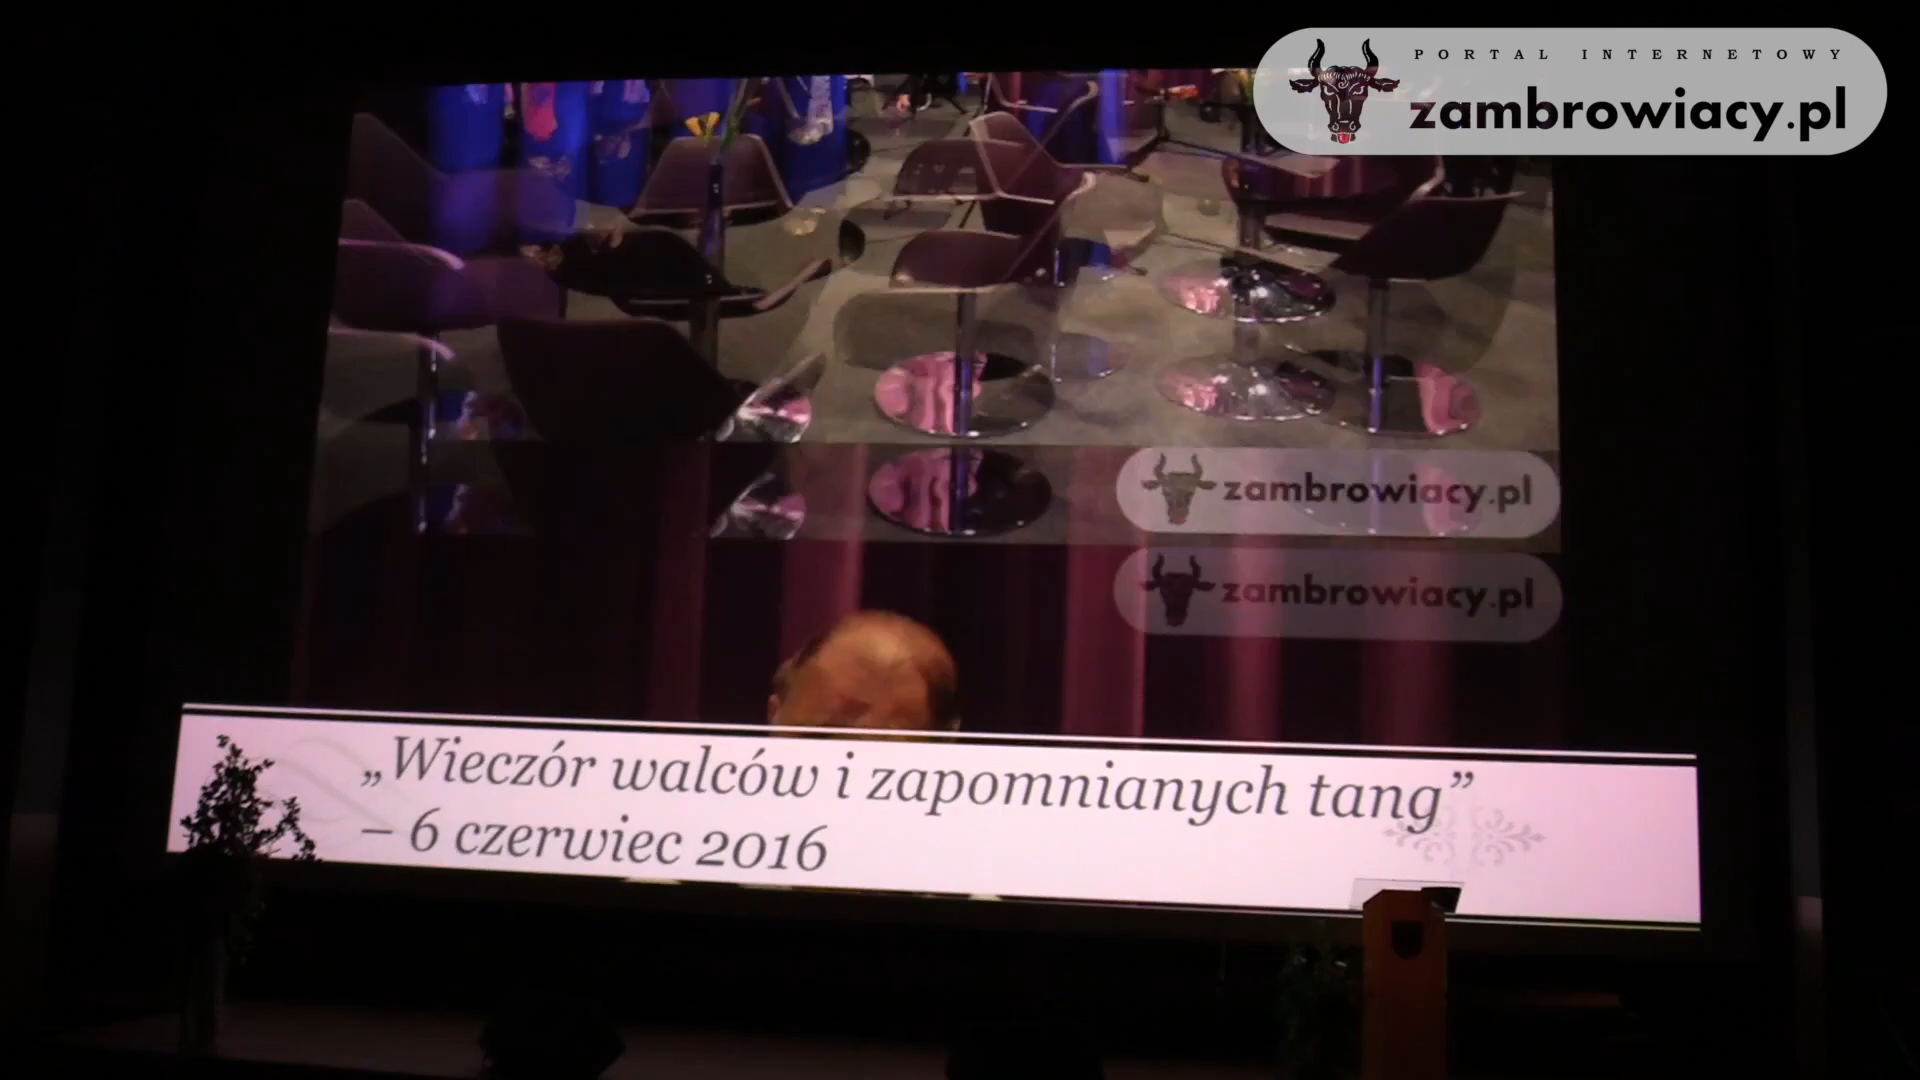 PORTAL INTERNETOWY
zambrowiacy.pl
zambrowiacy.pl
zambrowiacy.pl
„Wieczór walców i zapomnianych tang”
– 6 czerwiec 2016